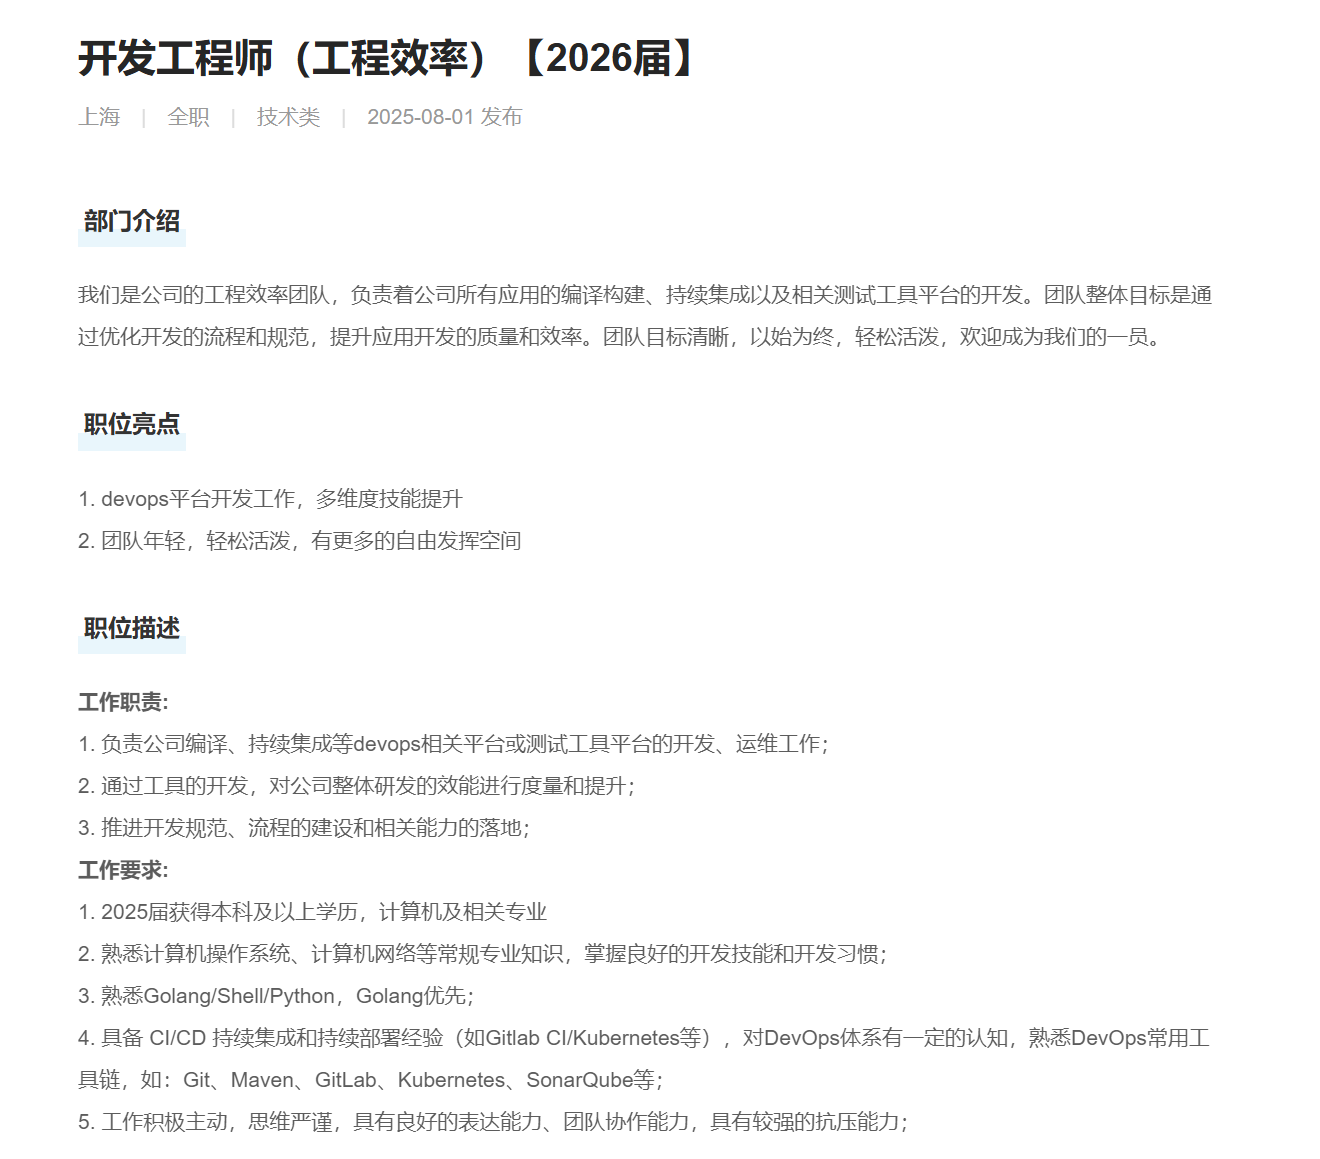 开发工程师（工程效率）【2026届】
上海 | 全职 | 技术类 | 2025-08-01 发布
部门介绍
我们是公司的工程效率团队，负责着公司所有应用的编译构建、持续集成以及相关测试工具平台的开发。团队整体目标是通
过优化开发的流程和规范，提升应用开发的质量和效率。团队目标清晰，以始为终，轻松活泼，欢迎成为我们的一员。
职位亮点
1. devops平台开发工作，多维度技能提升
2. 团队年轻，轻松活泼，有更多的自由发挥空间
职位描述
工作职责:
1. 负责公司编译、持续集成等devops相关平台或测试工具平台的开发、运维工作；
2. 通过工具的开发，对公司整体研发的效能进行度量和提升；
3. 推进开发规范、流程的建设和相关能力的落地；
工作要求:
1. 2025届获得本科及以上学历，计算机及相关专业
2. 熟悉计算机操作系统、计算机网络等常规专业知识，掌握良好的开发技能和开发习惯；
3. 熟悉Golang/Shell/Python，Golang优先；
4. 具备 CI/CD 持续集成和持续部署经验（如Gitlab CI/Kubernetes等），对DevOps体系有一定的认知，熟悉DevOps常用工
具链，如：Git、Maven、GitLab、Kubernetes、SonarQube等；
5. 工作积极主动，思维严谨，具有良好的表达能力、团队协作能力，具有较强的抗压能力；